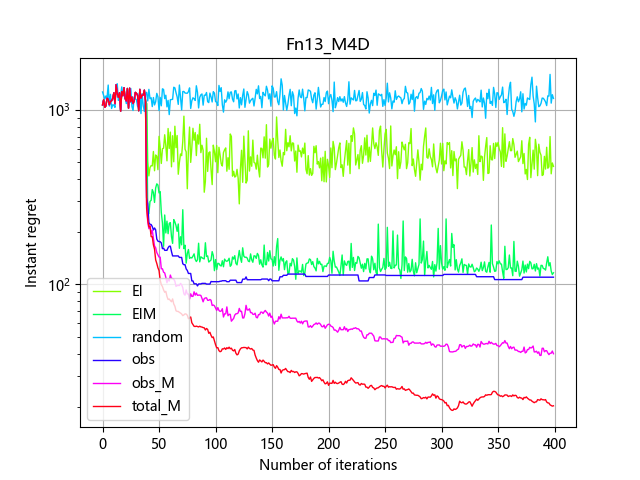 Fn13_M4D
Instant regret
10³
10²
EI
EIM
random
obs
obs_M
total_M
0 50 100 150 200 250 300 350 400
Number of iterations